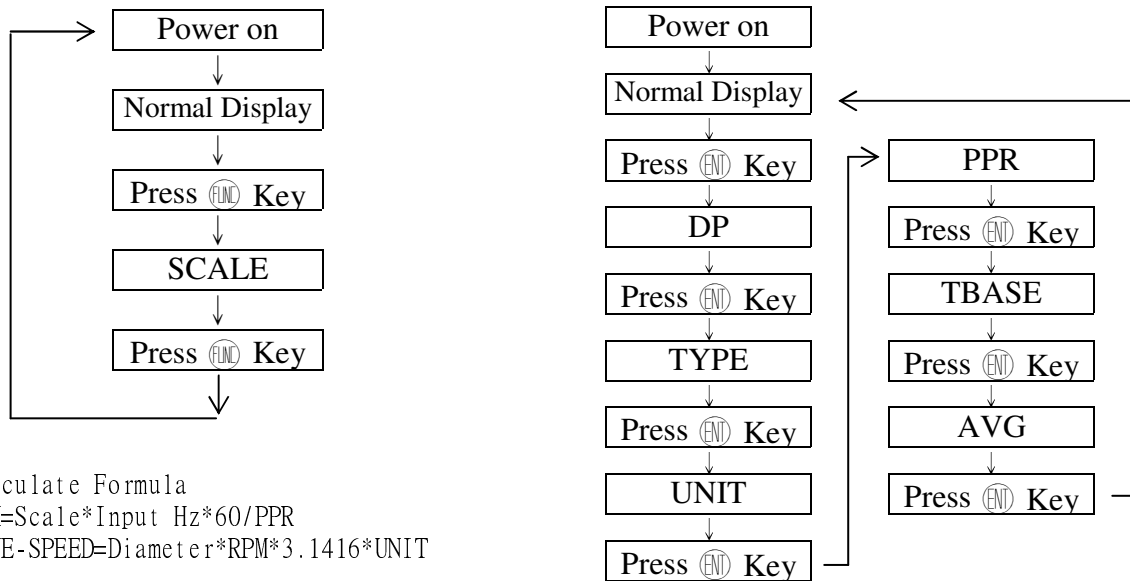 Power on
Normal Display
Press FUNC Key
SCALE
Press FUNC Key
culate Formula
=Scale*Input Hz*60/PPR
E-SPEED=Diameter*RPM*3.1416*UNIT
Power on
Normal Display
Press ENT Key
DP
Press ENT Key
TYPE
Press ENT Key
UNIT
Press ENT Key
PPR
Press ENT Key
TBASE
Press ENT Key
AVG
Press ENT Key